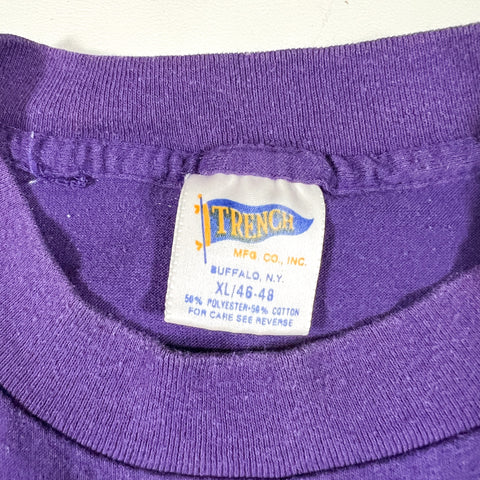 TRENCH
MFG. CO., INC.
BUFFALO, N.Y.
XL/46-48
50% POLYESTER·50% COTTON
FOR CARE SEE REVERSE